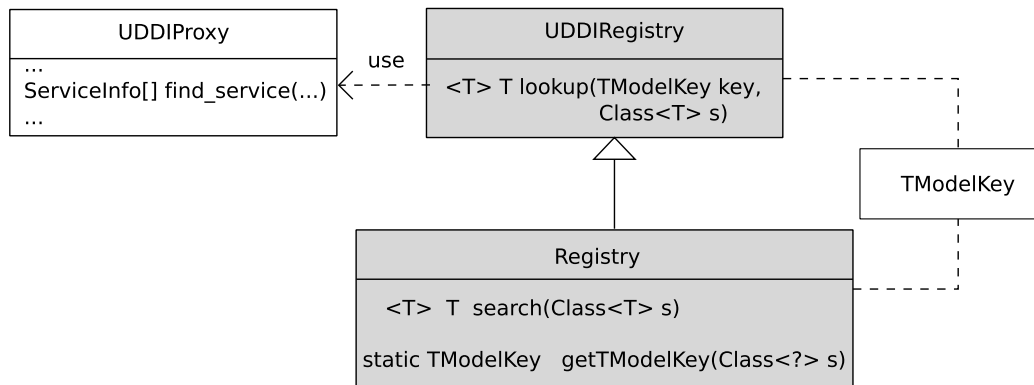 UDDIProxy
...
ServiceInfo[] find_service(...)
...
use
UDDIRegistry
<T> T lookup(TModelKey key,
Class<T> s)
TModelKey
Registry
<T> T search(Class<T> s)
static TModelKey getTModelKey(Class<?> s)